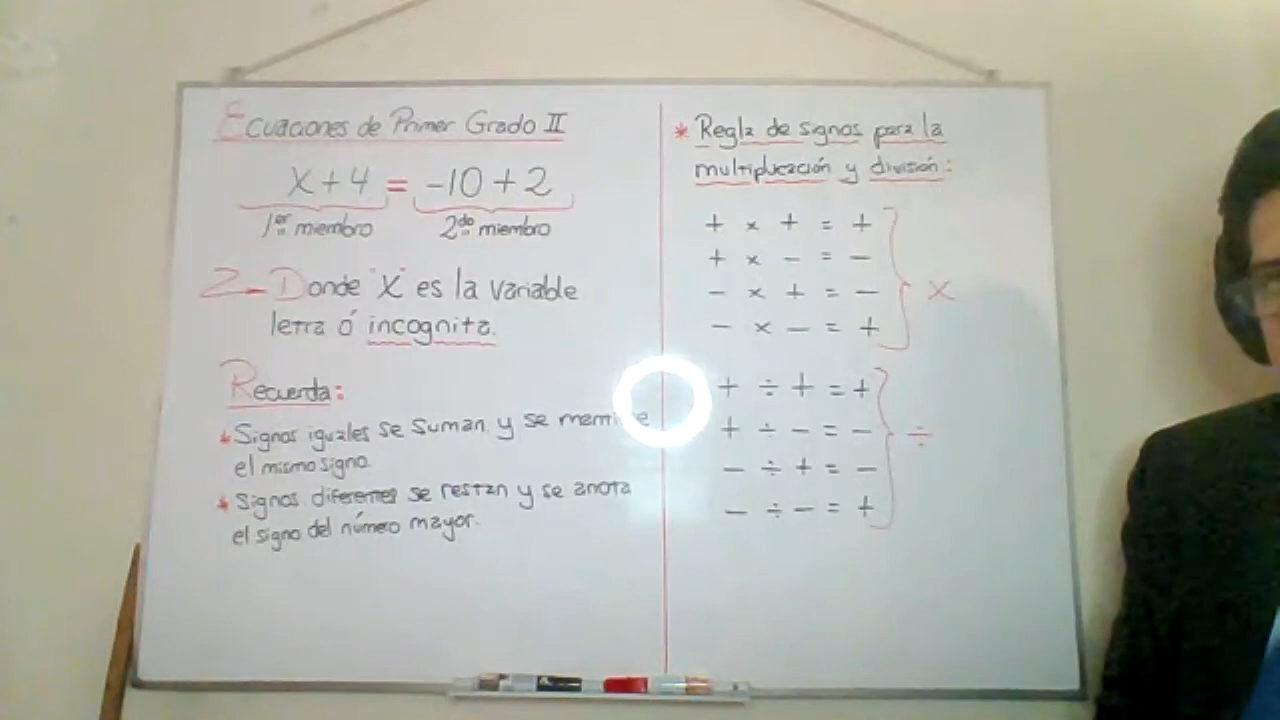 Ecuaciones de Primer Grado II
X + 4 = -10 + 2
1er miembro 2do miembro
2- Donde "X" es la variable
letra ó incognita.
Recuerda:
* Signos iguales se suman y se mantiene
el mismo signo.
* Signos diferentes se restan y se anota
el signo del número mayor.
* Regla de signos para la
multiplicación y división:
+ x + = +
+ x - = -
- x + = -
- x - = +
x
+ ÷ + = +
+ ÷ - = -
- ÷ + = -
- ÷ - = +
÷